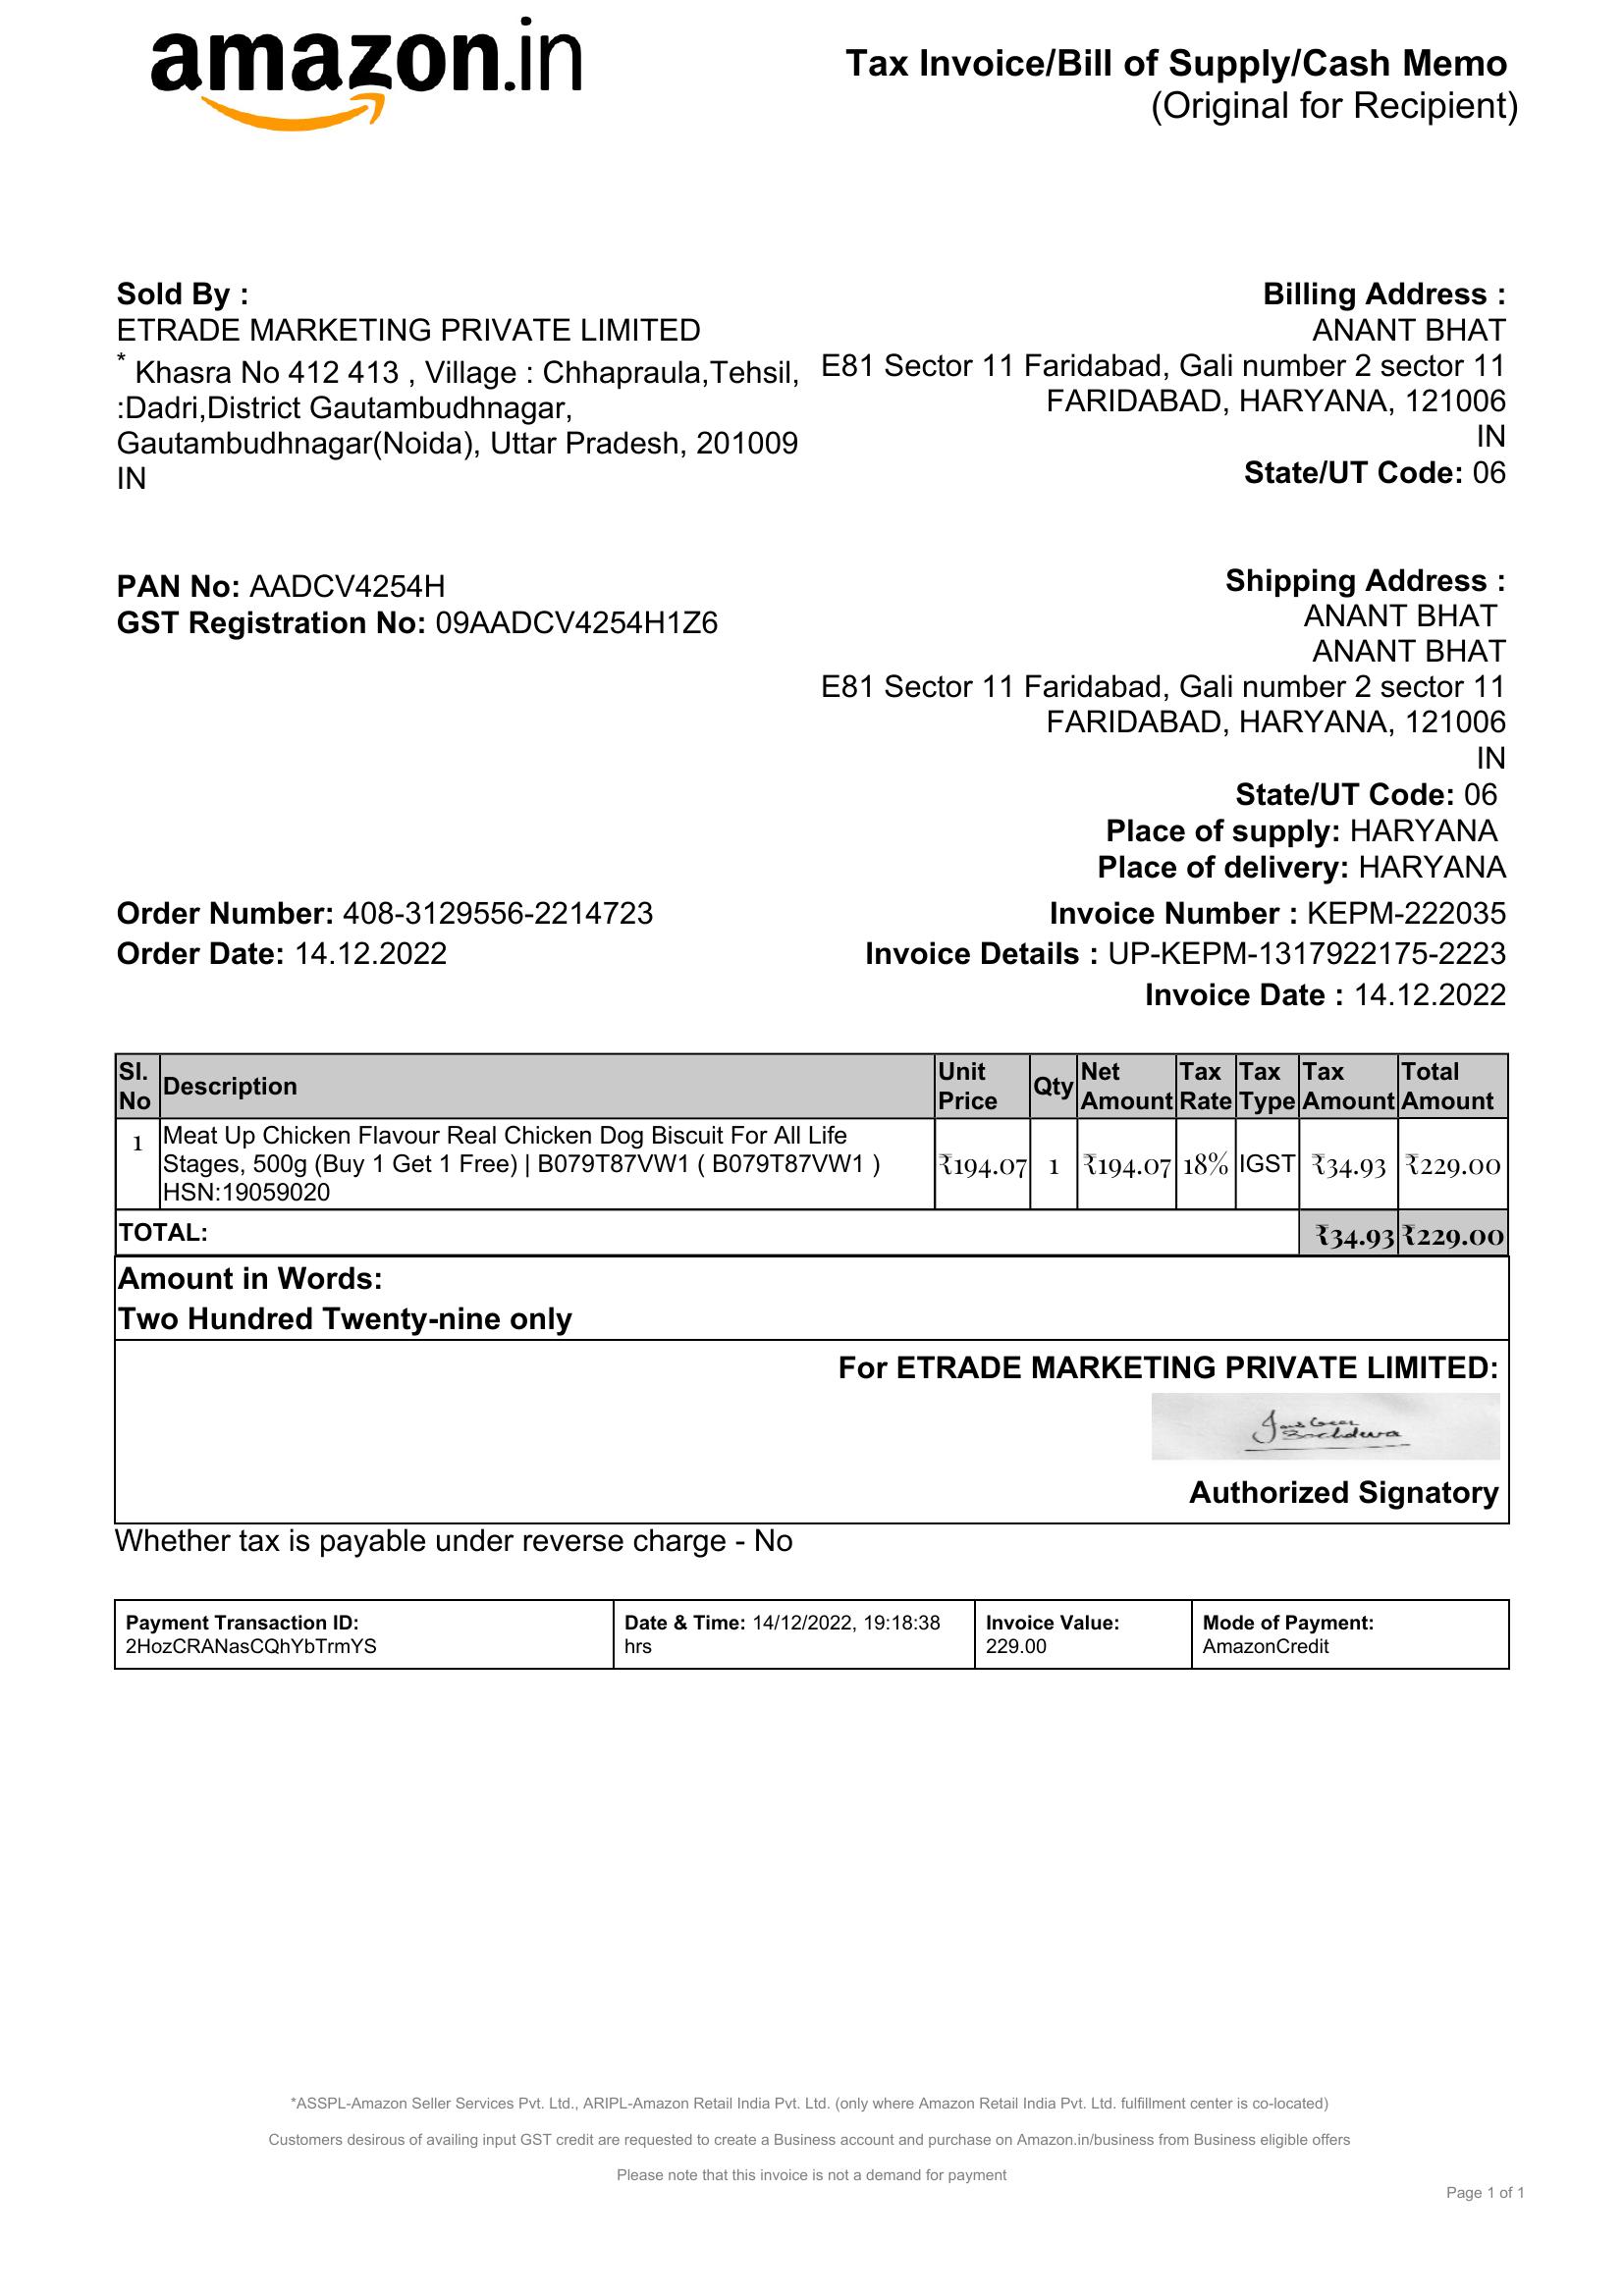 amazon.in
Tax Invoice/Bill of Supply/Cash Memo
(Original for Recipient)
Sold By :
ETRADE MARKETING PRIVATE LIMITED
* Khasra No 412 413 , Village : Chhapraula,Tehsil,
:Dadri,District Gautambudhnagar,
Gautambudhnagar(Noida), Uttar Pradesh, 201009
IN
Billing Address :
ANANT BHAT
E81 Sector 11 Faridabad, Gali number 2 sector 11
FARIDABAD, HARYANA, 121006
IN
State/UT Code: 06
PAN No: AADCV4254H
GST Registration No: 09AADCV4254H1Z6
Shipping Address :
ANANT BHAT
ANANT BHAT
E81 Sector 11 Faridabad, Gali number 2 sector 11
FARIDABAD, HARYANA, 121006
IN
State/UT Code: 06
Place of supply: HARYANA
Place of delivery: HARYANA
Order Number: 408-3129556-2214723
Order Date: 14.12.2022
Invoice Number : KEPM-222035
Invoice Details : UP-KEPM-1317922175-2223
Invoice Date : 14.12.2022
Sl. No Description Unit Price Qty Net Amount Tax Rate Tax Type Tax Amount Total Amount
1 Meat Up Chicken Flavour Real Chicken Dog Biscuit For All Life
Stages, 500g (Buy 1 Get 1 Free) | B079T87VW1 ( B079T87VW1 )
HSN:19059020
₹194.07 1 ₹194.07 18% IGST ₹34.93 ₹229.00
TOTAL: ₹34.93 ₹229.00
Amount in Words:
Two Hundred Twenty-nine only
For ETRADE MARKETING PRIVATE LIMITED:
Authorized Signatory
Whether tax is payable under reverse charge - No
Payment Transaction ID:
2HozCRANasCQhYbTrmYS
Date & Time: 14/12/2022, 19:18:38
hrs
Invoice Value:
229.00
Mode of Payment:
AmazonCredit
*ASSPL-Amazon Seller Services Pvt. Ltd., ARIPL-Amazon Retail India Pvt. Ltd. (only where Amazon Retail India Pvt. Ltd. fulfillment center is co-located)
Customers desirous of availing input GST credit are requested to create a Business account and purchase on Amazon.in/business from Business eligible offers
Please note that this invoice is not a demand for payment
Page 1 of 1